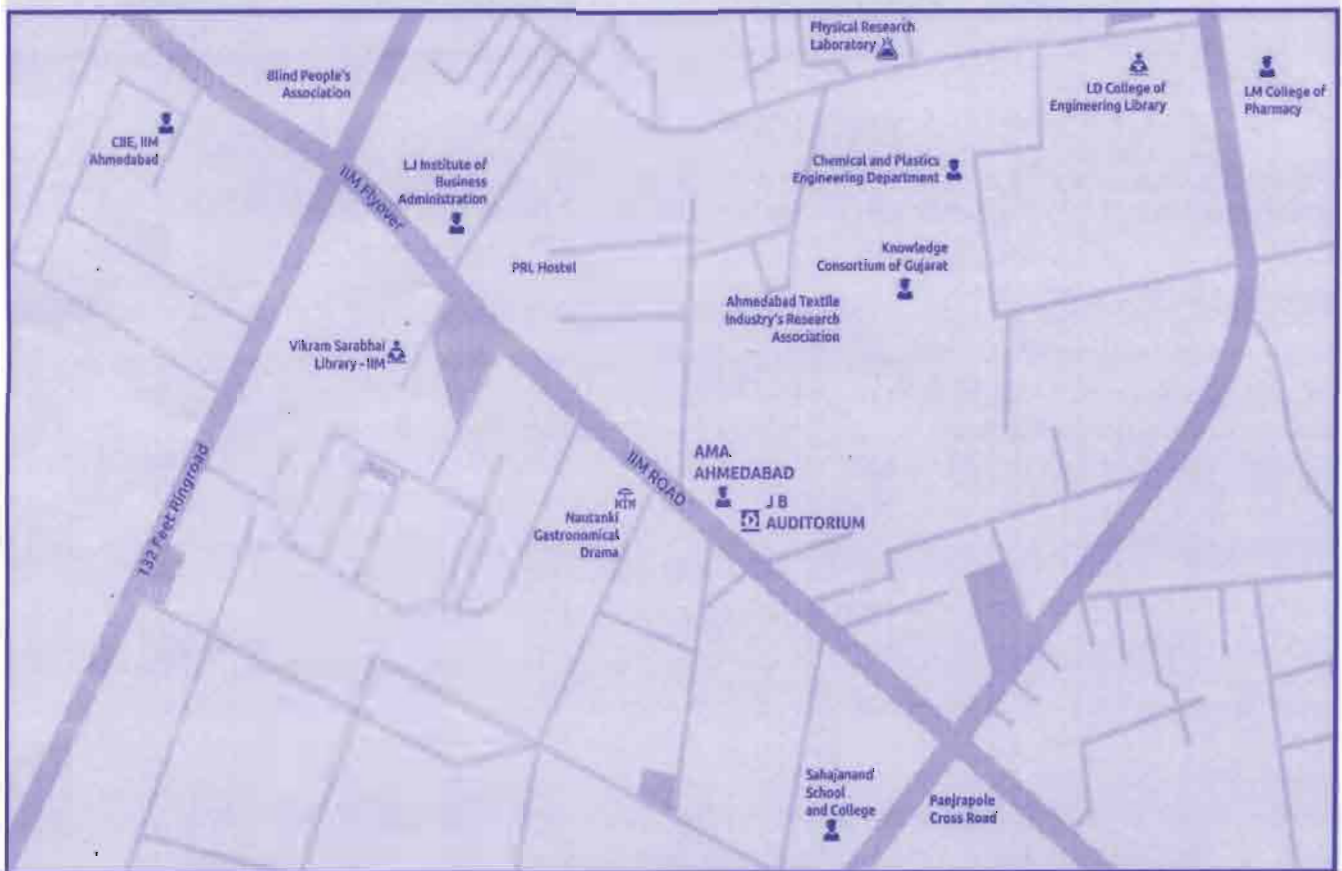 Physical Research
Laboratory
Blind People's
Association
LD College of
Engineering Library
LM College of
Pharmacy
CIIE, IIM
Ahmedabad
LJ Institute of
Business
Administration
IIM Flyover
Chemical and Plastics
Engineering Department
PRL Hostel
Knowledge
Consortium of Gujarat
Ahmedabad Textile
Industry's Research
Association
Vikram Sarabhai
Library - IIM
132 Feet Ringroad
IIM ROAD
AMA
AHMEDABAD
J B
AUDITORIUM
Nautanki
Gastronomical
Drama
Sahajanand
School
and College
Panjrapole
Cross Road